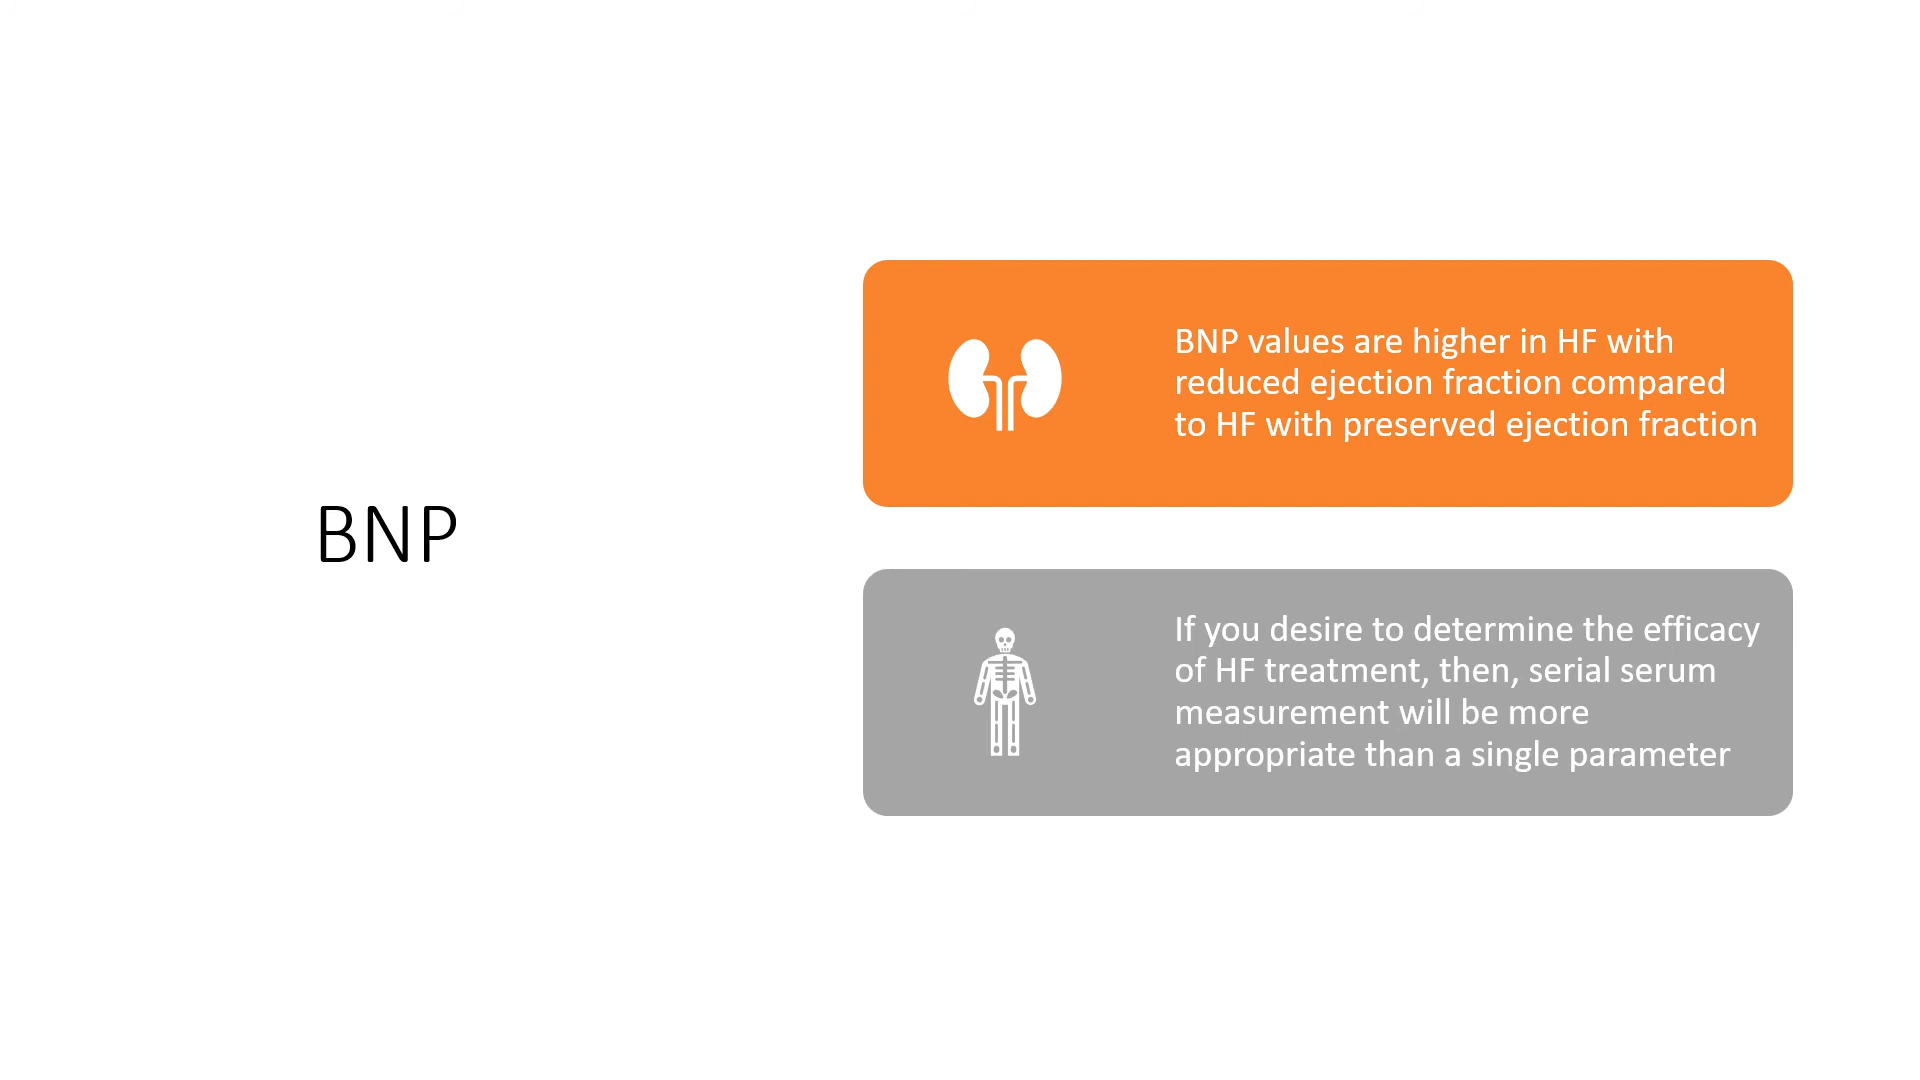 BNP
BNP values are higher in HF with
reduced ejection fraction compared
to HF with preserved ejection fraction
If you desire to determine the efficacy
of HF treatment, then, serial serum
measurement will be more
appropriate than a single parameter